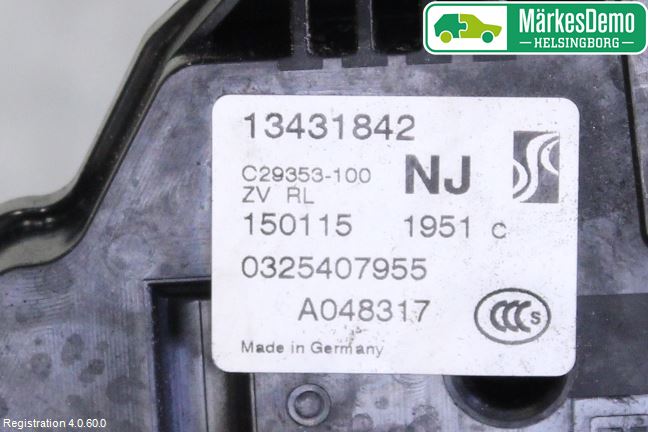 MärkesDemo
HELSINGBORG
13431842
C29353-100 NJ
ZV RL
150115 1951 c
0325407955
A048317
CCC S
Made in Germany
Registration 4.0.60.0